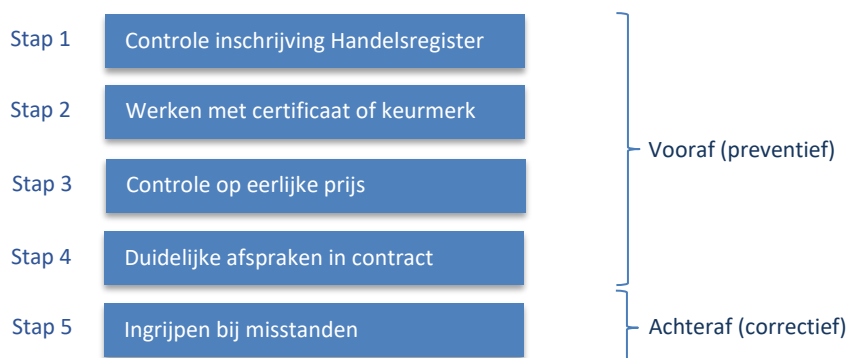 Stap 1 Controle inschrijving Handelsregister
Stap 2 Werken met certificaat of keurmerk
Vooraf (preventief)
Stap 3 Controle op eerlijke prijs
Stap 4 Duidelijke afspraken in contract
Stap 5 Ingrijpen bij misstanden
Achteraf (correctief)